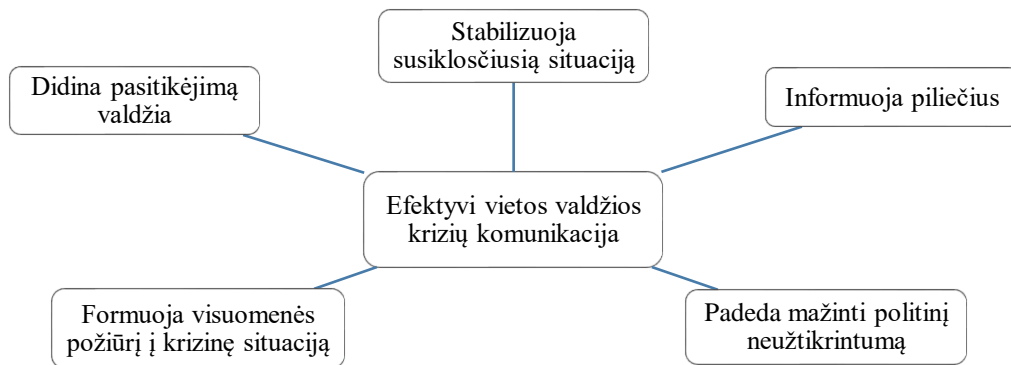 Stabilizuoja
susiklosčiusią situaciją
Didina pasitikėjimą
valdžia
Informuoja piliečius
Efektyvi vietos valdžios
krizių komunikacija
Formuoja visuomenės
požiūrį į krizinę situaciją
Padeda mažinti politinį
neužtikrintumą